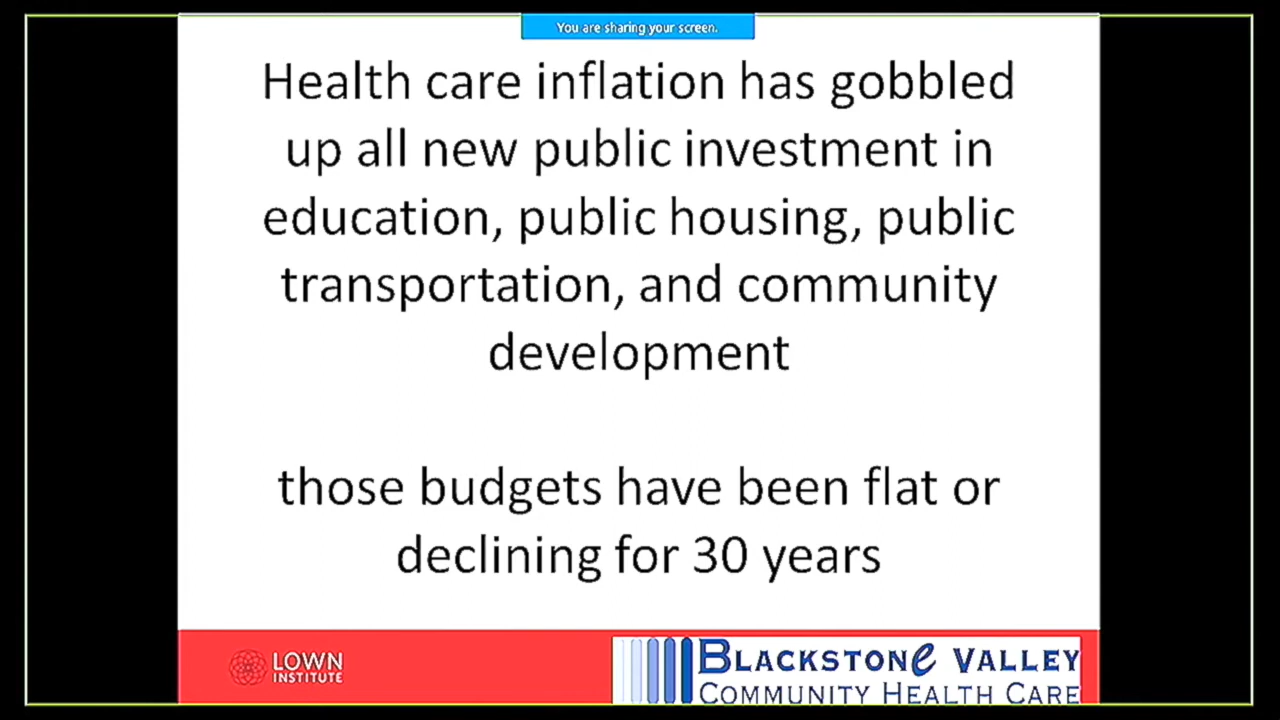 You are sharing your screen.
Health care inflation has gobbled
up all new public investment in
education, public housing, public
transportation, and community
development
those budgets have been flat or
declining for 30 years
LOWN
INSTITUTE
BLACKSTONe VALLEY
COMMUNITY HEALTH CARE